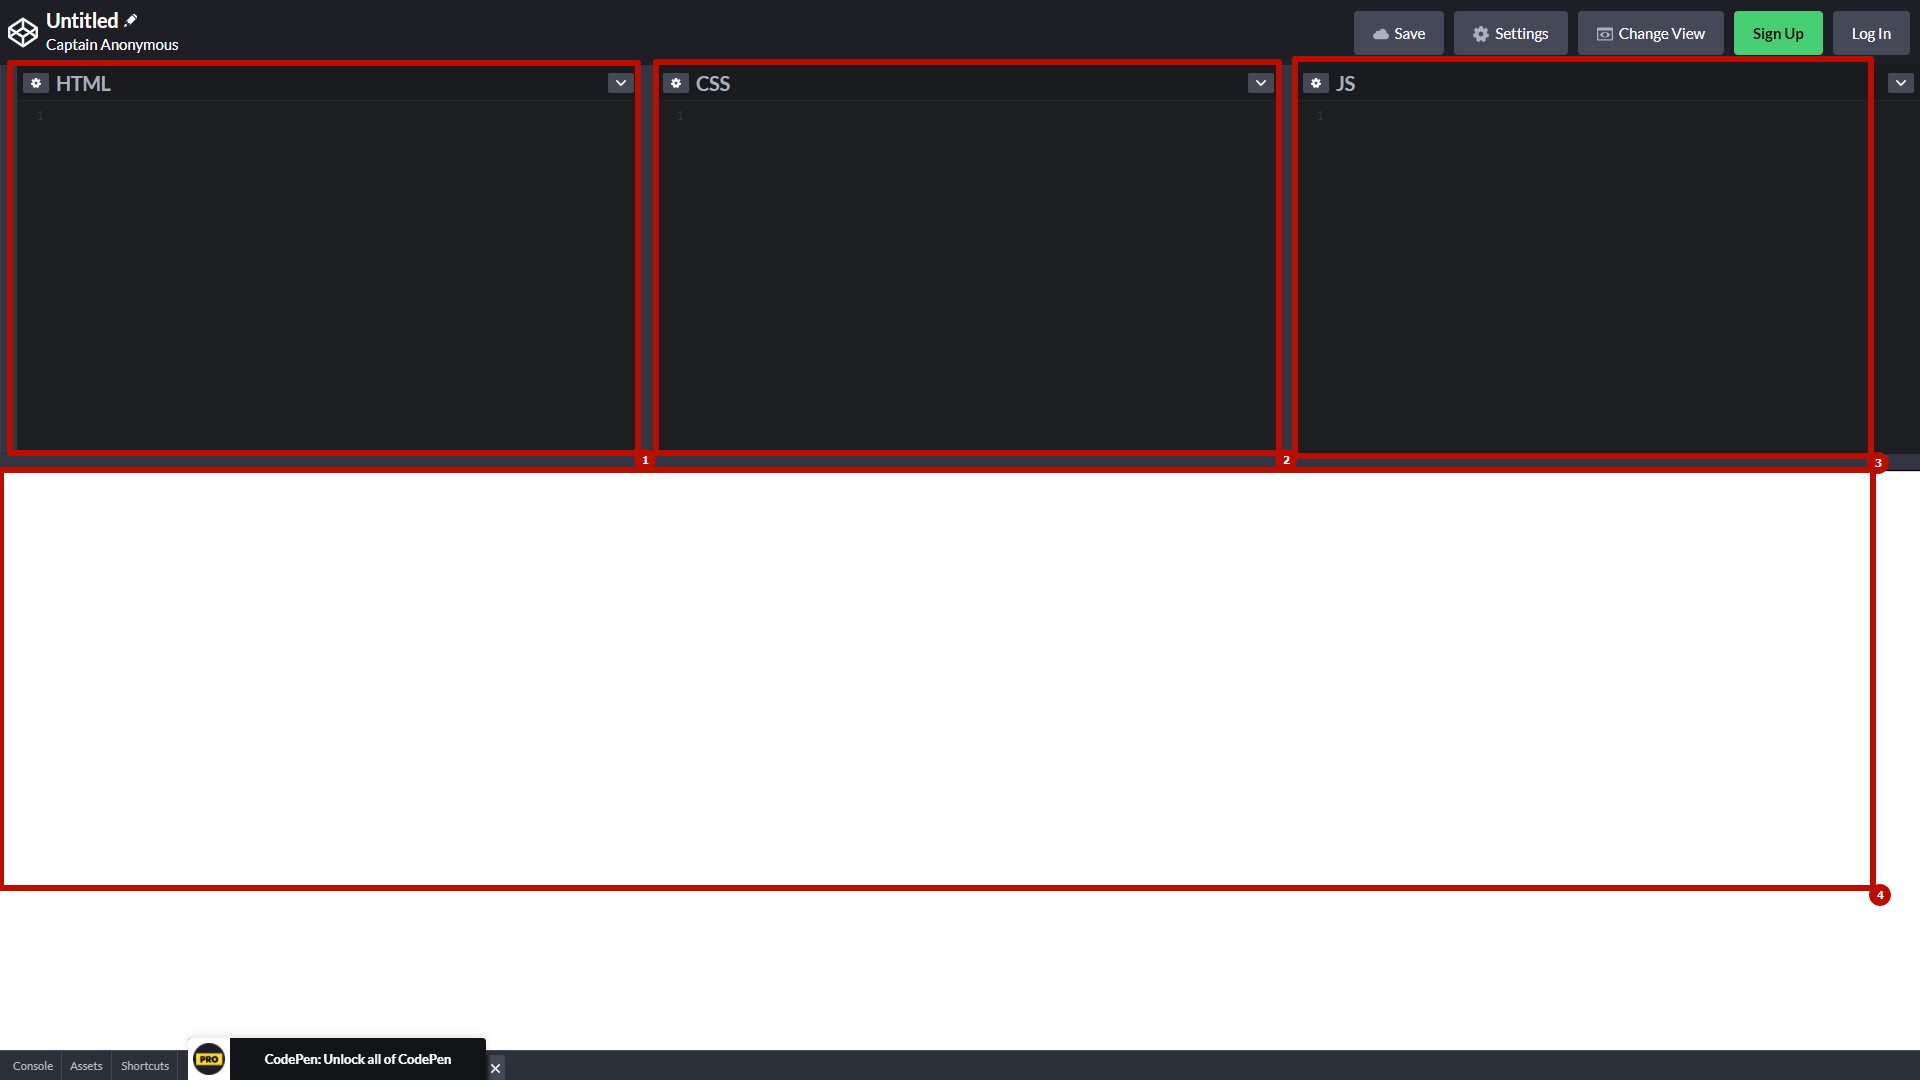 Untitled
Captain Anonymous
Save
Settings
Change View
Sign Up
Log In
HTML
CSS
JS
1
1
1
1
2
3
4
Console
Assets
Shortcuts
PRO
CodePen: Unlock all of CodePen